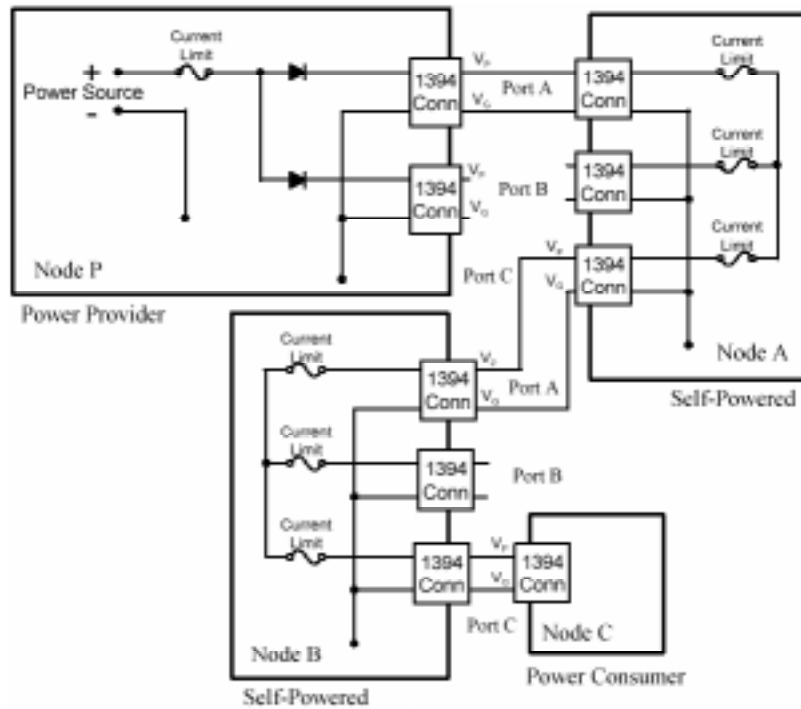 Current
Limit
+
Power Source
-
1394
Conn
VP
Port A
VG
1394
Conn
VP
VG
Node P
Power Provider
1394
Conn
Current
Limit
Port B
1394
Conn
Current
Limit
Port C
VP
VG
1394
Conn
Current
Limit
Node A
Self-Powered
Current
Limit
1394
Conn
VP
Port A
VG
Current
Limit
1394
Conn
Port B
Current
Limit
1394
Conn
VP
VG
Port C
1394
Conn
Node C
Power Consumer
Node B
Self-Powered